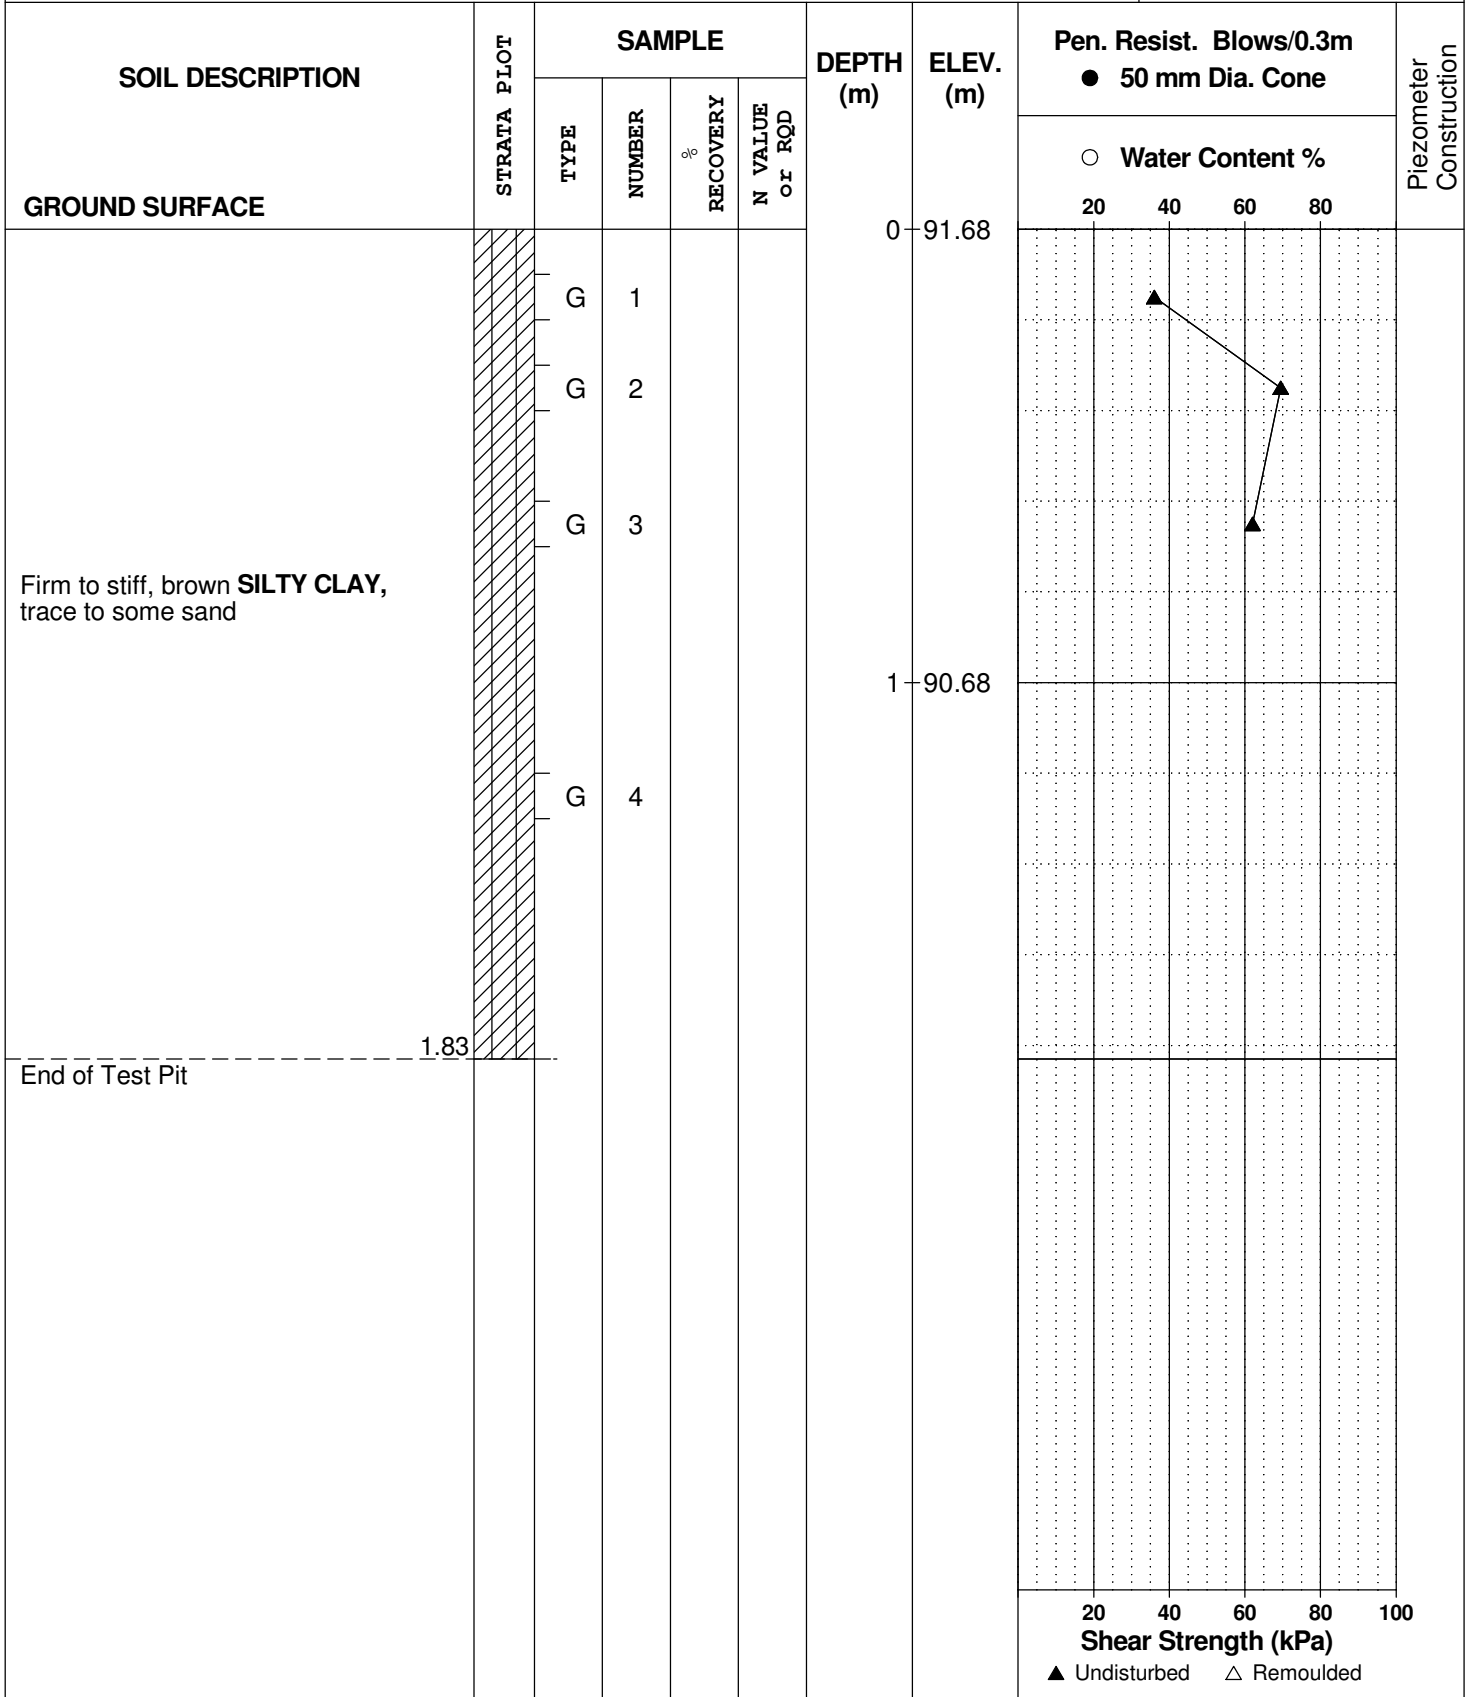 SOIL DESCRIPTION
GROUND SURFACE
STRATA PLOT
SAMPLE
TYPE
NUMBER
%
RECOVERY
N VALUE
or RQD
DEPTH
(m)
ELEV.
(m)
Pen. Resist. Blows/0.3m
● 50 mm Dia. Cone
○ Water Content %
20 40 60 80
Piezometer
Construction
0 91.68
G 1
G 2
G 3
Firm to stiff, brown SILTY CLAY,
trace to some sand
1 90.68
G 4
1.83
End of Test Pit
20 40 60 80 100
Shear Strength (kPa)
▲ Undisturbed △ Remoulded